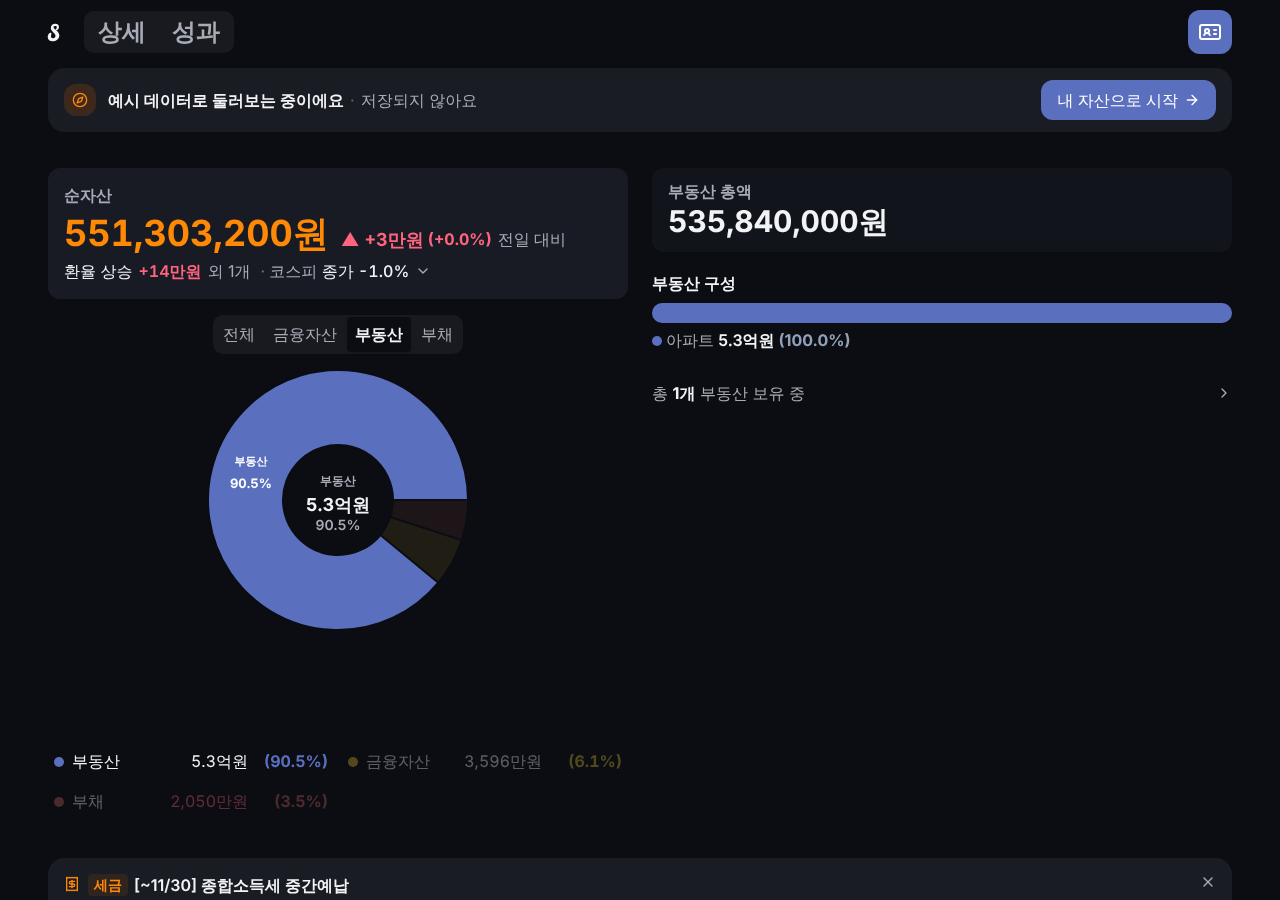 S 상세 성과
예시 데이터로 둘러보는 중이에요 · 저장되지 않아요
내 자산으로 시작 →
순자산
551,303,200원 ▲ +3만원 (+0.0%) 전일 대비
환율 상승 +14만원 외 1개 · 코스피 종가 -1.0%
전체 금융자산 부동산 부채
부동산
90.5%
부동산
5.3억원
90.5%
부동산 5.3억원 (90.5%)
금융자산 3,596만원 (6.1%)
부채 2,050만원 (3.5%)
부동산 총액
535,840,000원
부동산 구성
아파트 5.3억원 (100.0%)
총 1개 부동산 보유 중
세금 [~11/30] 종합소득세 중간예납